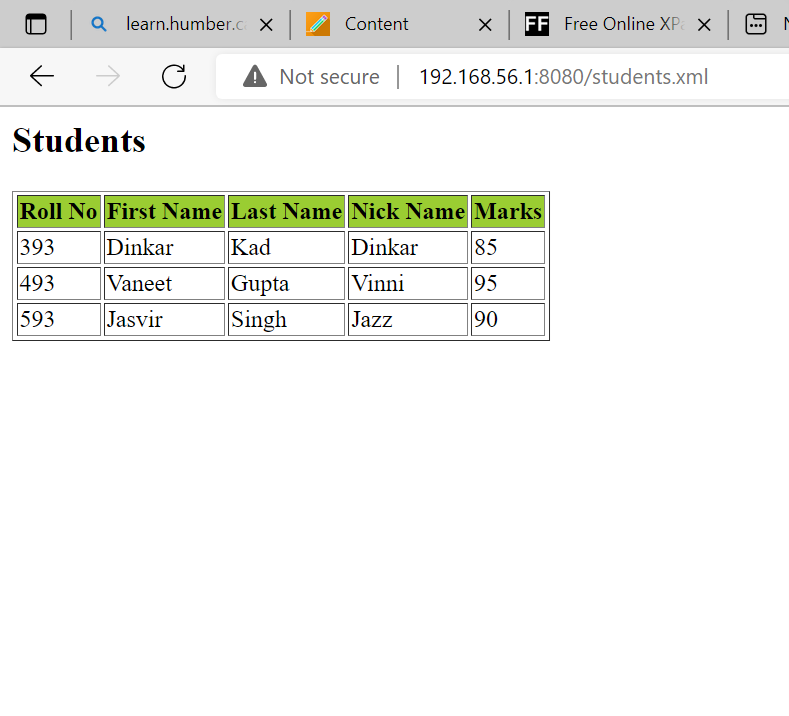 learn.humber.c Content FF Free Online XP
Not secure 192.168.56.1:8080/students.xml
Students
Roll No First Name Last Name Nick Name Marks
393 Dinkar Kad Dinkar 85
493 Vaneet Gupta Vinni 95
593 Jasvir Singh Jazz 90